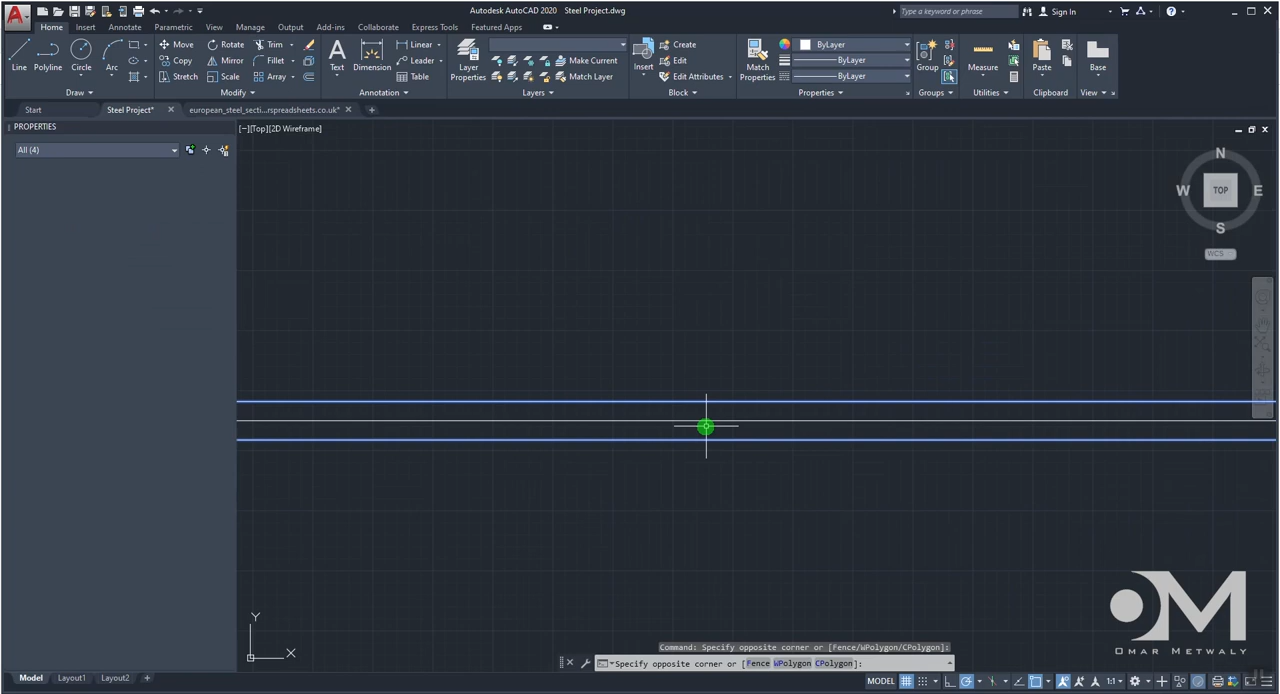 Autodesk AutoCAD 2020 Steel Project.dwg
Type a keyword or phrase
Sign In
Home Insert Annotate Parametric View Manage Output Add-ins Collaborate Express Tools Featured Apps
Line
Polyline
Circle
Arc
Move
Rotate
Trim
Copy
Mirror
Fillet
Stretch
Scale
Array
Text
Dimension
Linear
Leader
Table
Layer
Properties
Make Current
Match Layer
Insert
Create
Edit
Edit Attributes
Match
Properties
ByLayer
ByLayer
ByLayer
Group
Measure
Paste
Base
Draw
Modify
Annotation
Layers
Block
Properties
Groups
Utilities
Clipboard
View
Start
Steel Project*
european_steel_secti...rspreadsheets.co.uk*
PROPERTIES
All (4)
[−][Top][2D Wireframe]
N
W
TOP
E
S
WCS
Y
X
OM
OMAR METWALY
Command: Specify opposite corner or [Fence/WPolygon/CPolygon]:
Specify opposite corner or [Fence WPolygon CPolygon]:
Model Layout1 Layout2
MODEL
1:1